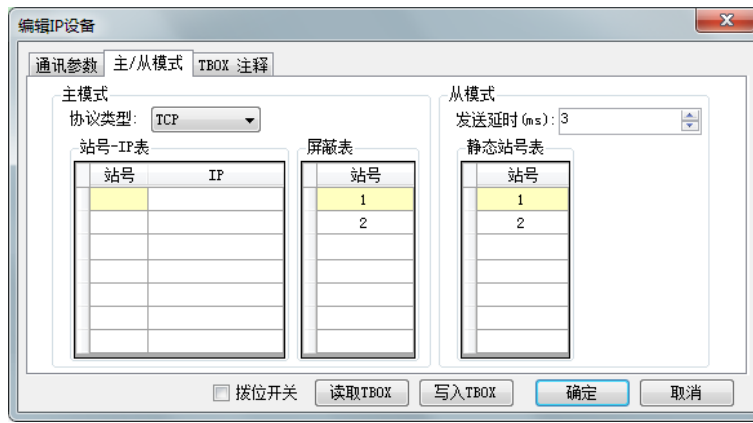 编辑IP设备
通讯参数 主/从模式 TBOX 注释
主模式
协议类型: TCP
站号-IP表
站号 IP
屏蔽表
站号
1
2
从模式
发送延时(ms): 3
静态站号表
站号
1
2
拨位开关 读取TBOX 写入TBOX 确定 取消